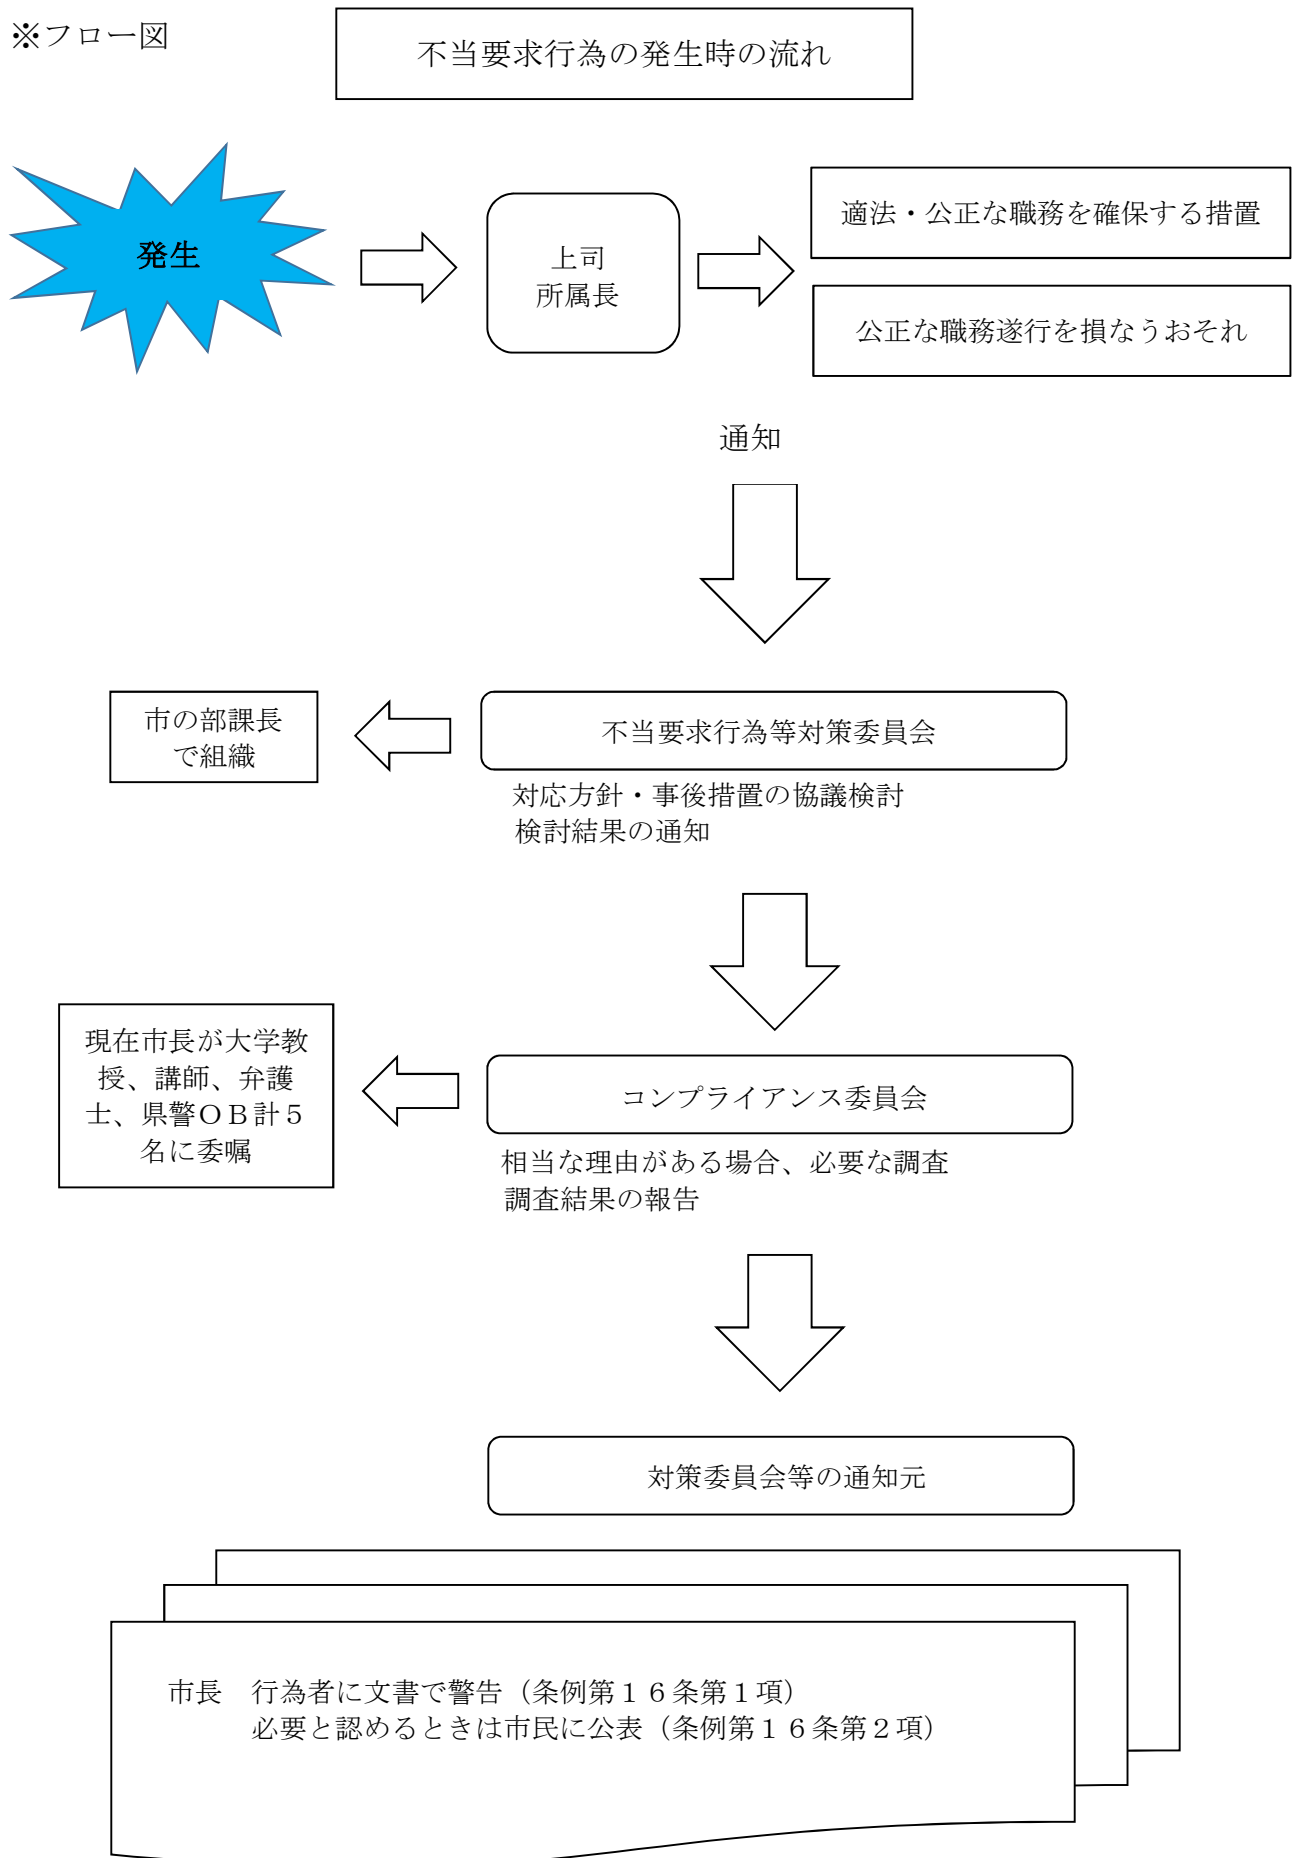 ※フロー図
不当要求行為の発生時の流れ
発生
上司
所属長
適法・公正な職務を確保する措置
公正な職務遂行を損なうおそれ
通知
市の部課長
で組織
不当要求行為等対策委員会
対応方針・事後措置の協議検討
検討結果の通知
現在市長が大学教
授、講師、弁護
士、県警ＯＢ計５
名に委嘱
コンプライアンス委員会
相当な理由がある場合、必要な調査
調査結果の報告
対策委員会等の通知元
市長　行為者に文書で警告（条例第１６条第１項）
必要と認めるときは市民に公表（条例第１６条第２項）